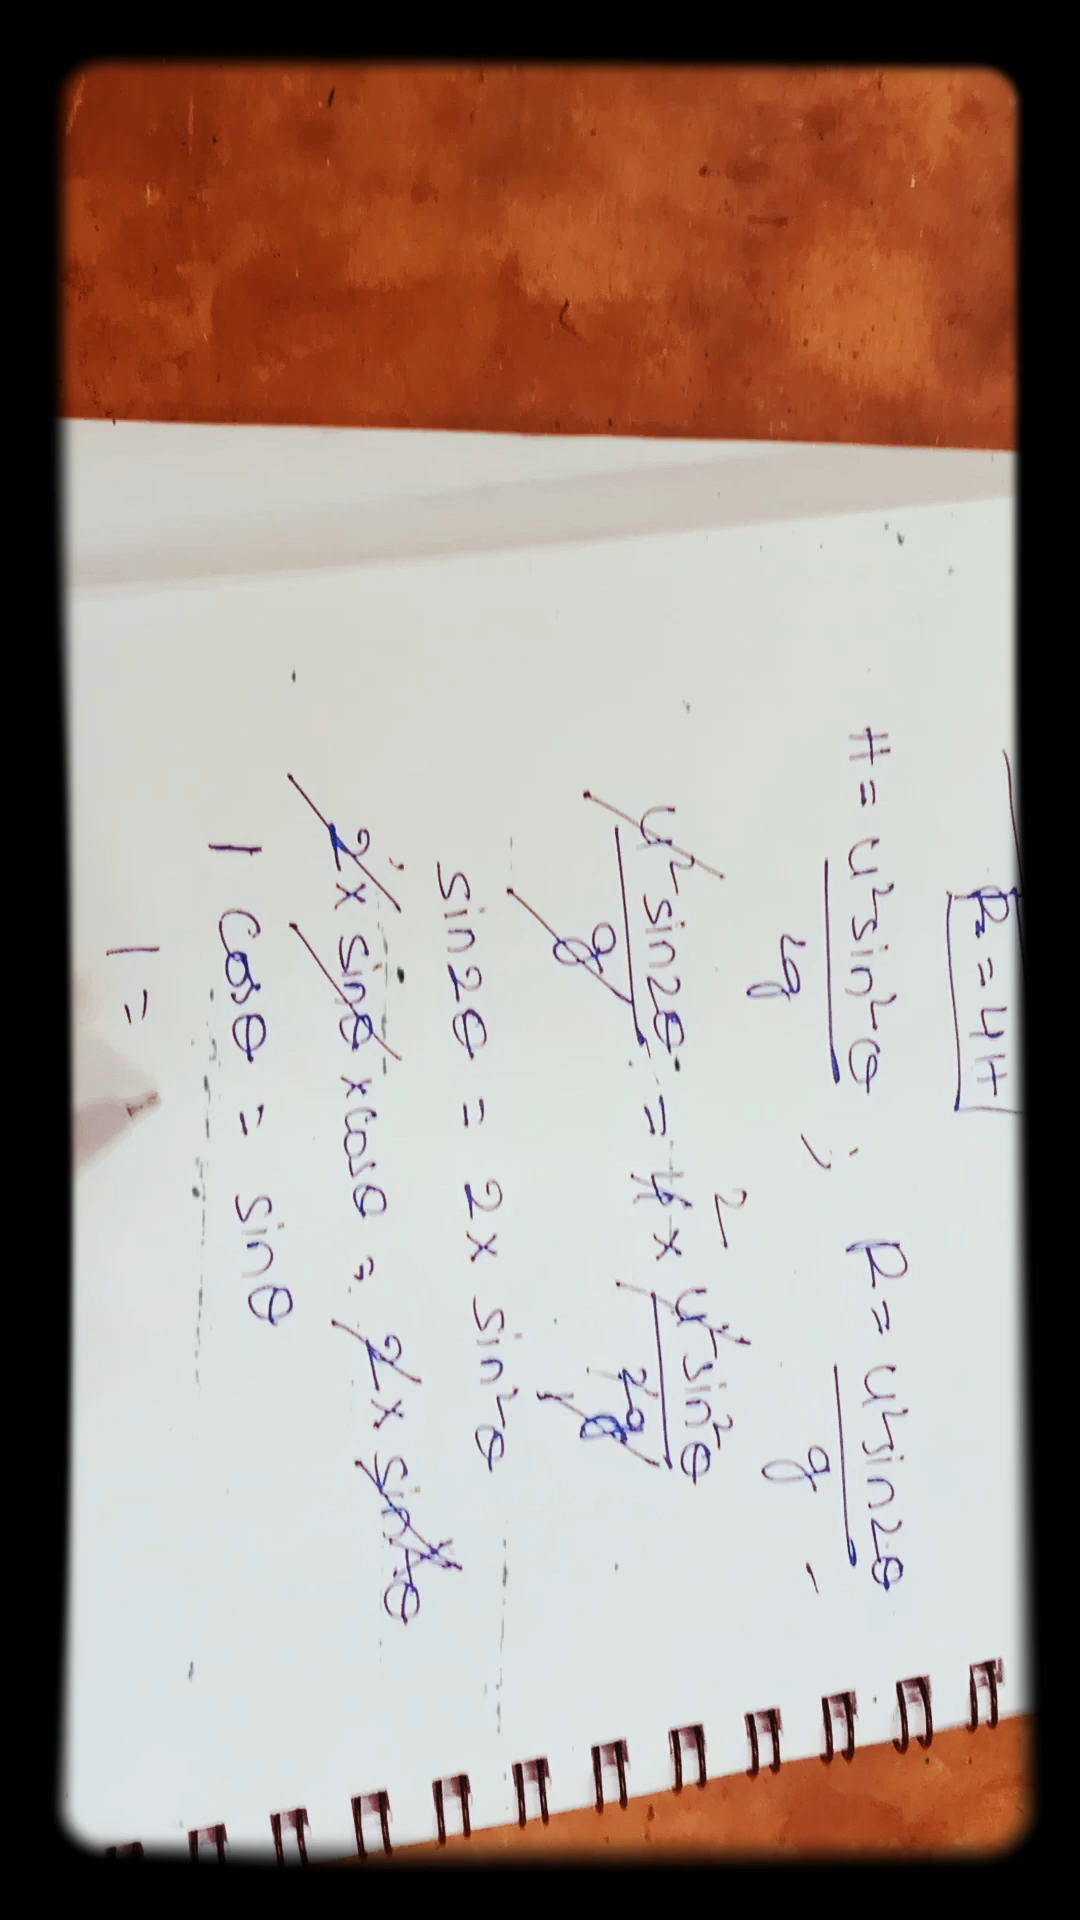 R = 4H
H = u²sin²θ / 2g ; R = u²sin2θ / g
u²sin2θ / g = 4 × u²sin²θ / 2g 2
sin2θ = 2 × sin²θ
2 × sinθ × cosθ = 2 × sin²θ
1 cosθ = sinθ
1 =